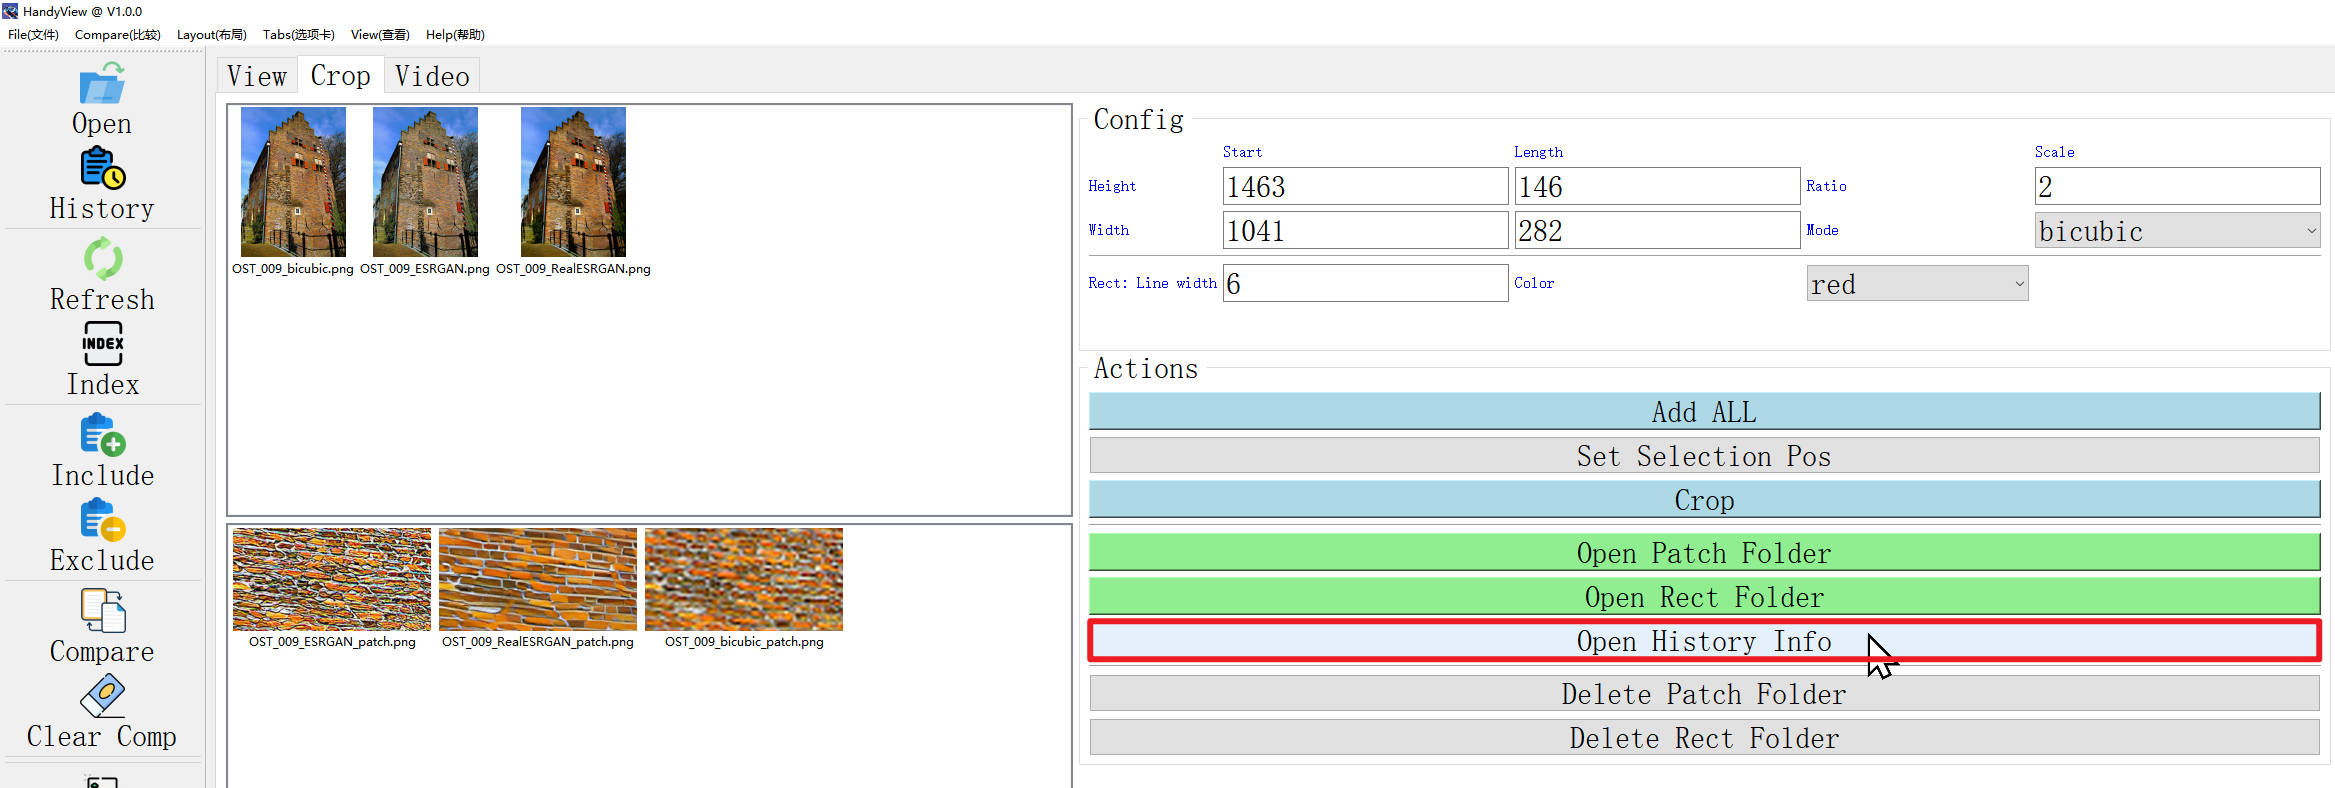 HandyView @ V1.0.0
File(文件) Compare(比较) Layout(布局) Tabs(选项卡) View(查看) Help(帮助)
Open
History
Refresh
INDEX
Index
Include
Exclude
Compare
Clear Comp
View Crop Video
OST_009_bicubic.png OST_009_ESRGAN.png OST_009_RealESRGAN.png
OST_009_ESRGAN_patch.png OST_009_RealESRGAN_patch.png OST_009_bicubic_patch.png
Config
Start Length Scale
Height 1463 146 Ratio 2
Width 1041 282 Mode bicubic
Rect: Line width 6 Color red
Actions
Add ALL
Set Selection Pos
Crop
Open Patch Folder
Open Rect Folder
Open History Info
Delete Patch Folder
Delete Rect Folder